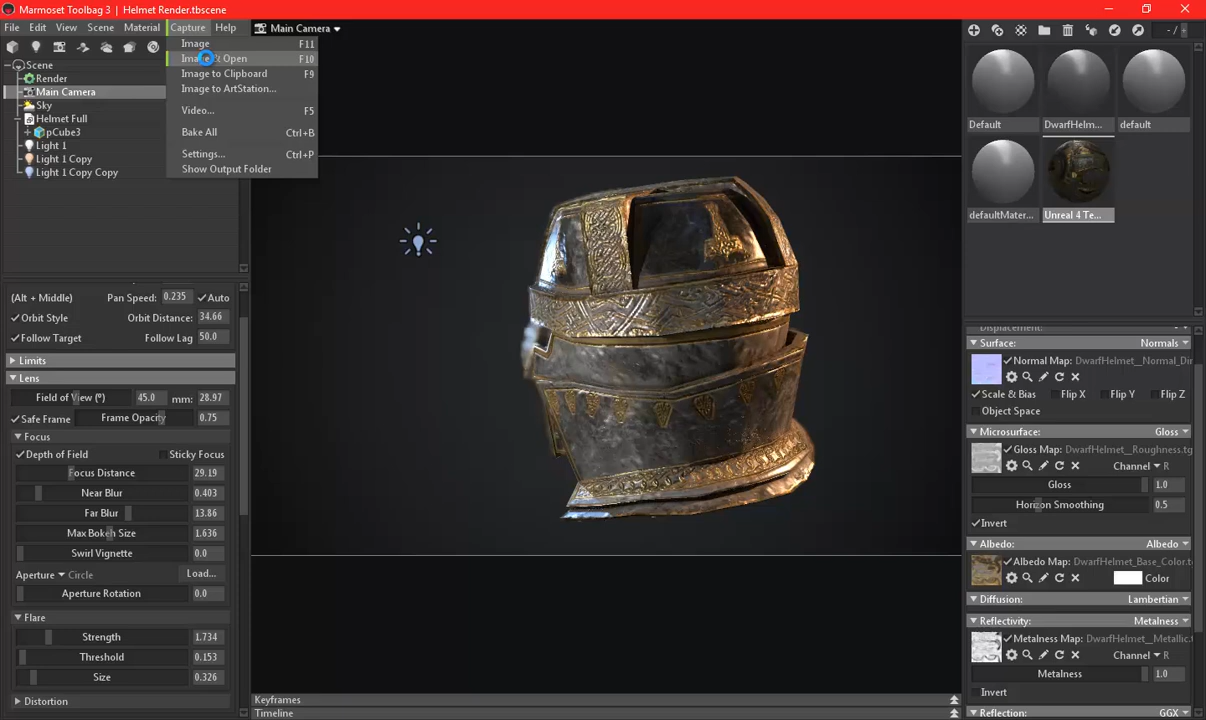 Marmoset Toolbag 3 | Helmet Render.tbscene
File Edit View Scene Material Capture Help Main Camera
Image F11
Image & Open F10
Image to Clipboard F9
Image to ArtStation...
Video... F5
Bake All Ctrl+B
Settings... Ctrl+P
Show Output Folder
Scene
Render
Main Camera
Sky
Helmet Full
pCube3
Light 1
Light 1 Copy
Light 1 Copy Copy
(Alt + Middle) Pan Speed: 0.235 Auto
Orbit Style Orbit Distance: 34.66
Follow Target Follow Lag 50.0
Limits
Lens
Field of View (º) 45.0 mm: 28.97
Safe Frame Frame Opacity 0.75
Focus
Depth of Field Sticky Focus
Focus Distance 29.19
Near Blur 0.403
Far Blur 13.86
Max Bokeh Size 1.636
Swirl Vignette 0.0
Aperture Circle Load...
Aperture Rotation 0.0
Flare
Strength 1.734
Threshold 0.153
Size 0.326
Distortion
Keyframes
Timeline
- /
Default DwarfHelm... default
defaultMater... Unreal 4 Te...
Displacement:
Surface: Normals
Normal Map: DwarfHelmet__Normal_Di
Scale & Bias Flip X Flip Y Flip Z
Object Space
Microsurface: Gloss
Gloss Map: DwarfHelmet__Roughness.tg
Channel R
Gloss 1.0
Horizon Smoothing 0.5
Invert
Albedo: Albedo
Albedo Map: DwarfHelmet_Base_Color.t
Color
Diffusion: Lambertian
Reflectivity: Metalness
Metalness Map: DwarfHelmet__Metallic.t
Channel R
Metalness 1.0
Invert
Reflection: GGX